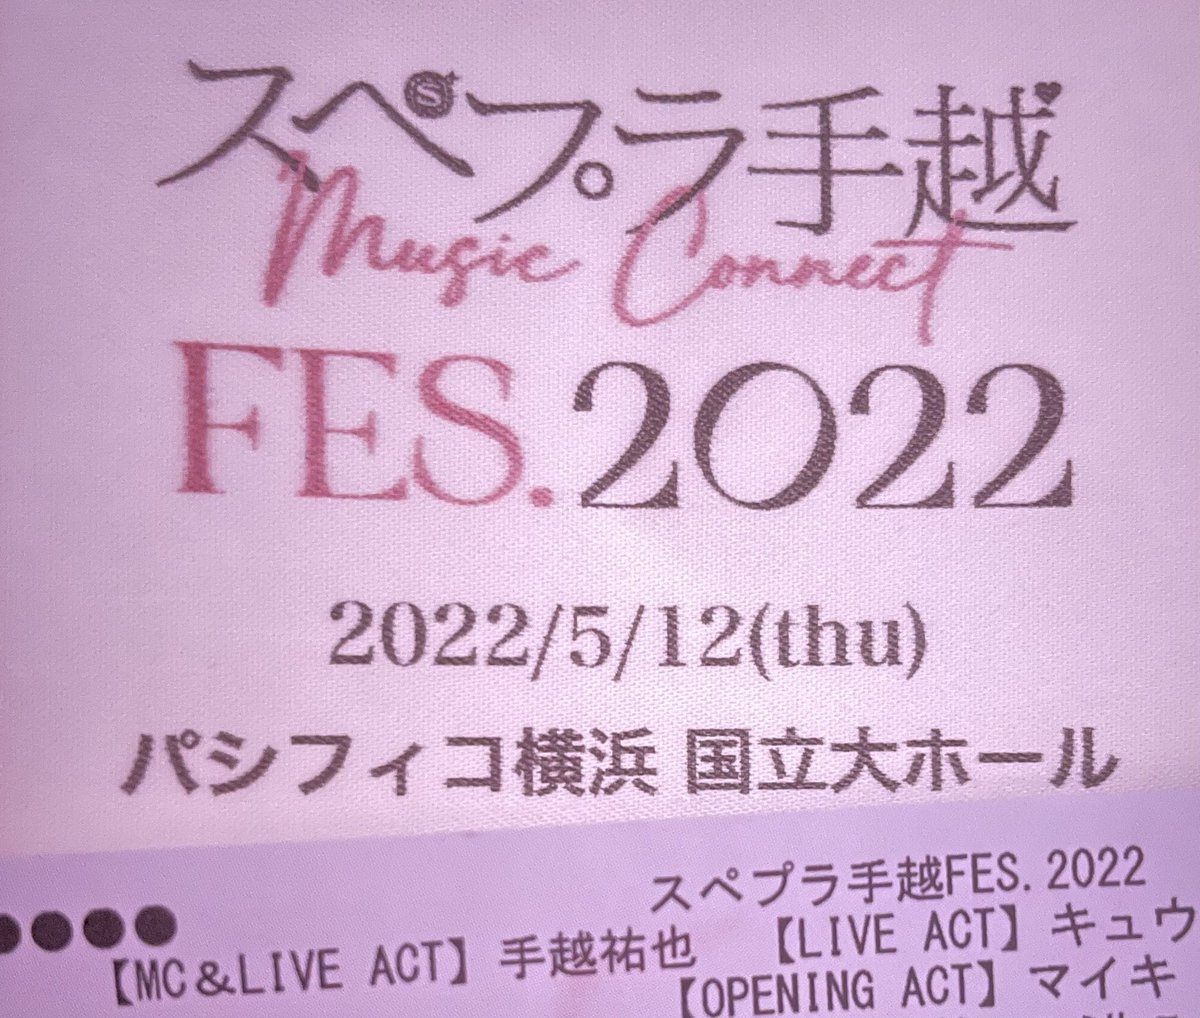 スペプラ手越
Music Connect
FES.2022
2022/5/12(thu)
パシフィコ横浜 国立大ホール
スペプラ手越FES.2022
【MC&LIVE ACT】手越祐也 【LIVE ACT】キュウ
【OPENING ACT】マイキ